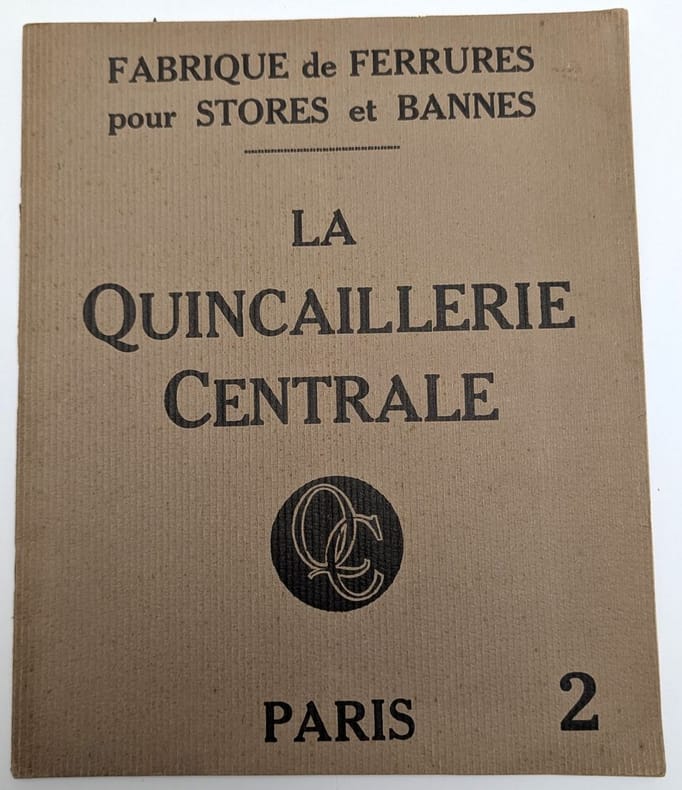 FABRIQUE de FERRURES
pour STORES et BANNES
LA
QUINCAILLERIE
CENTRALE
QC
PARIS
2